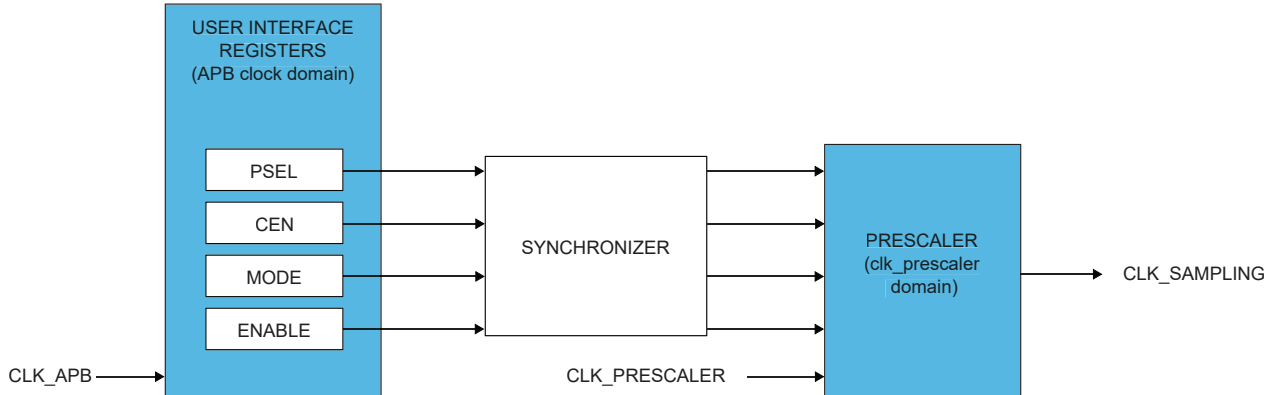 USER INTERFACE
REGISTERS
(APB clock domain)
PSEL
CEN
MODE
ENABLE
CLK_APB
SYNCHRONIZER
CLK_PRESCALER
PRESCALER
(clk_prescaler
domain)
CLK_SAMPLING